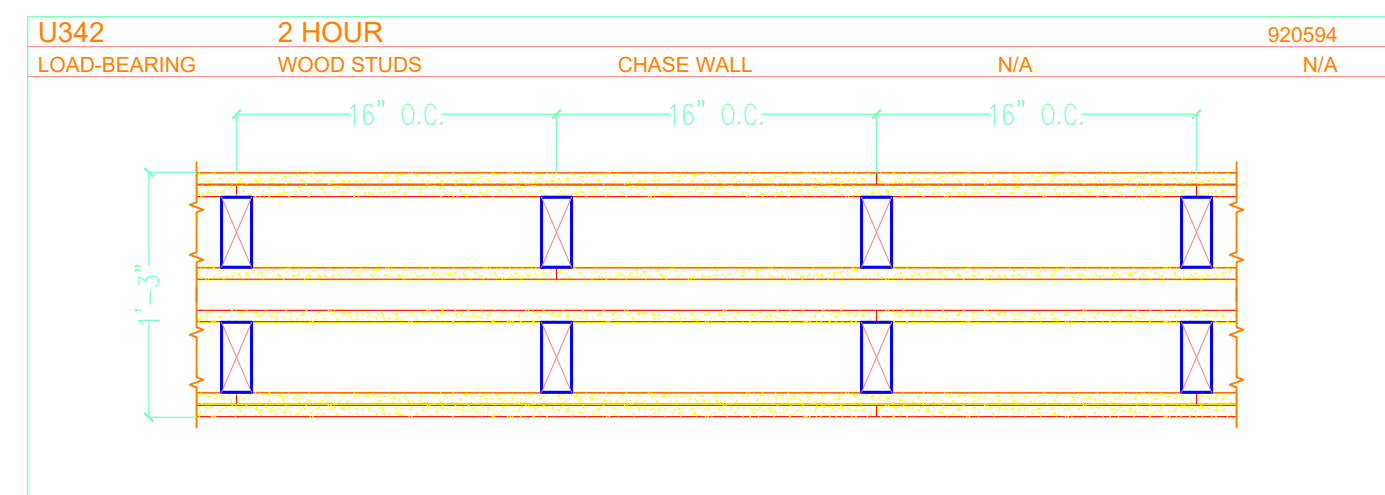 U342 2 HOUR 920594
LOAD-BEARING WOOD STUDS CHASE WALL N/A N/A
16” O.C. 16” O.C. 16” O.C.
1’-3”